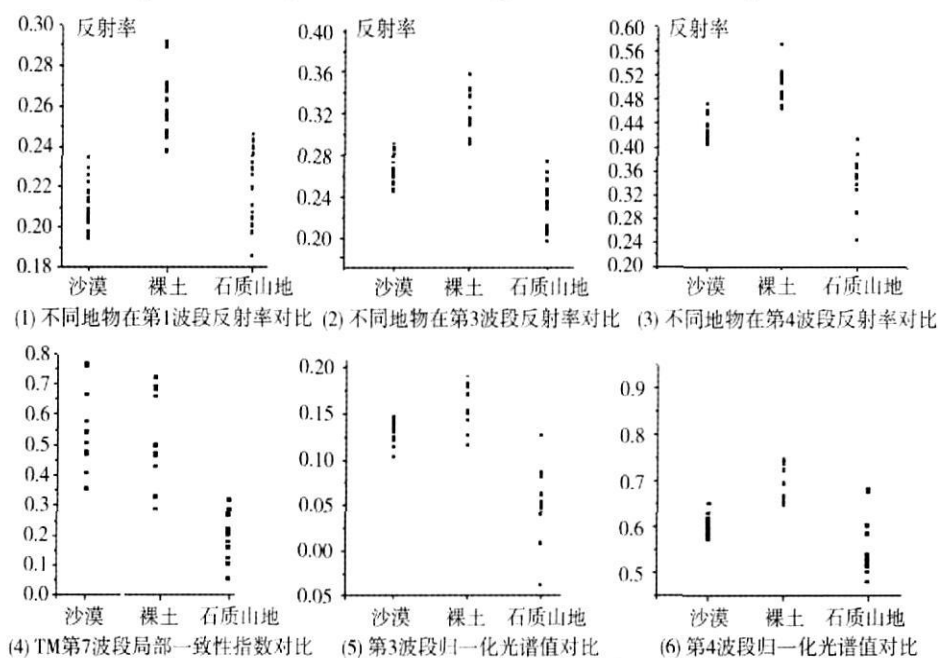 0.30
反射率
0.28
0.26
0.24
0.22
0.20
0.18
沙漠 裸土 石质山地
(1) 不同地物在第1波段反射率对比
0.40
反射率
0.36
0.32
0.28
0.24
0.20
沙漠 裸土 石质山地
(2) 不同地物在第3波段反射率对比
0.60
反射率
0.56
0.52
0.48
0.44
0.40
0.36
0.32
0.28
0.24
0.20
沙漠 裸土 石质山地
(3) 不同地物在第4波段反射率对比
0.8
0.7
0.6
0.5
0.4
0.3
0.2
0.1
0.0
沙漠 裸土 石质山地
(4) TM第7波段局部一致性指数对比
0.20
0.15
0.10
0.05
0.00
0.05
沙漠 裸土 石质山地
(5) 第3波段归一化光谱值对比
0.9
0.8
0.7
0.6
0.5
沙漠 裸土 石质山地
(6) 第4波段归一化光谱值对比